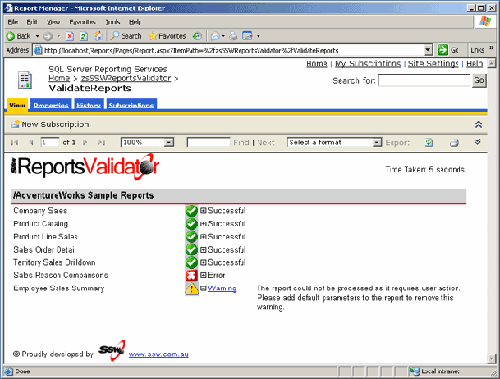 Report Manager - Microsoft Internet Explorer
File Edit View Favorites Tools Help
Back Search Favorites
Address http://localhost/Reports/Pages/Report.aspx?ItemPath=%2fzsSSWReportsValidator%2fValidateReports Go Links »
SQL Server Reporting Services
Home | My Subscriptions | Site Settings | Help
Home > zsSSWReportsValidator >
ValidateReports
Search for: Go
View Properties History Subscriptions
New Subscription
1 of 1 100% Find | Next Select a format Export
ReportsValidator
Time Taken: 5 seconds
/AdventureWorks Sample Reports
Company Sales Successful
Product Catalog Successful
Product Line Sales Successful
Sales Order Detail Successful
Territory Sales Drilldown Successful
Sales Reason Comparisons Error
Employee Sales Summary Warning The report could not be processed as it requires user action.
Please add default parameters to the report to remove this
warning.
© Proudly developed by SSW www.ssw.com.au
Done Local intranet